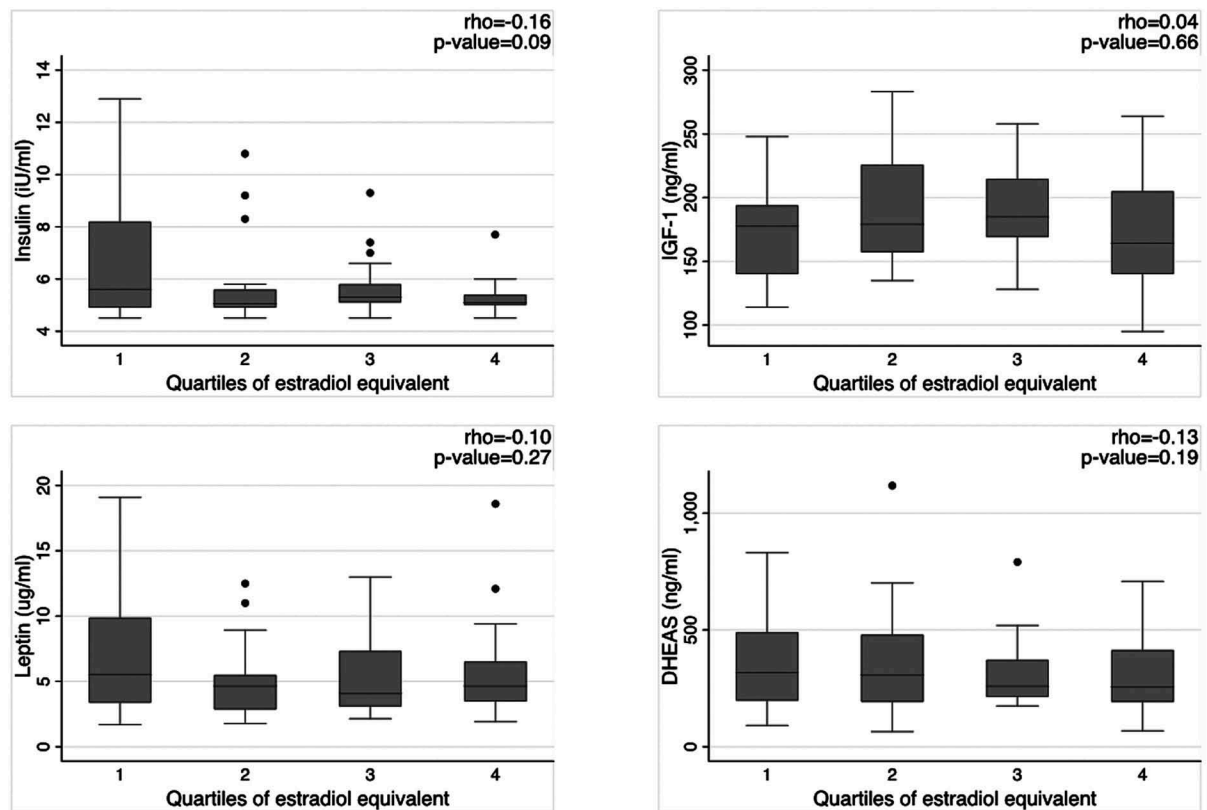 rho=-0.16
p-value=0.09
Insulin (iU/ml)
14
12
10
8
6
4
1 2 3 4
Quartiles of estradiol equivalent
rho=0.04
p-value=0.66
IGF-1 (ng/ml)
300
250
200
150
100
1 2 3 4
Quartiles of estradiol equivalent
rho=-0.10
p-value=0.27
Leptin (ug/ml)
20
15
10
5
0
1 2 3 4
Quartiles of estradiol equivalent
rho=-0.13
p-value=0.19
DHEAS (ng/ml)
1,000
500
0
1 2 3 4
Quartiles of estradiol equivalent